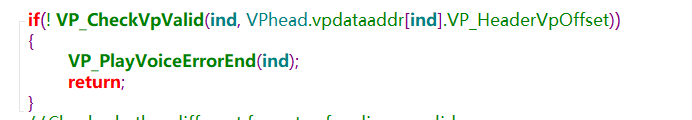 if(! VP_CheckVpValid(ind, VPhead.vpdataaddr[ind].VP_HeaderVpOffset))
{
VP_PlayVoiceErrorEnd(ind);
return;
}